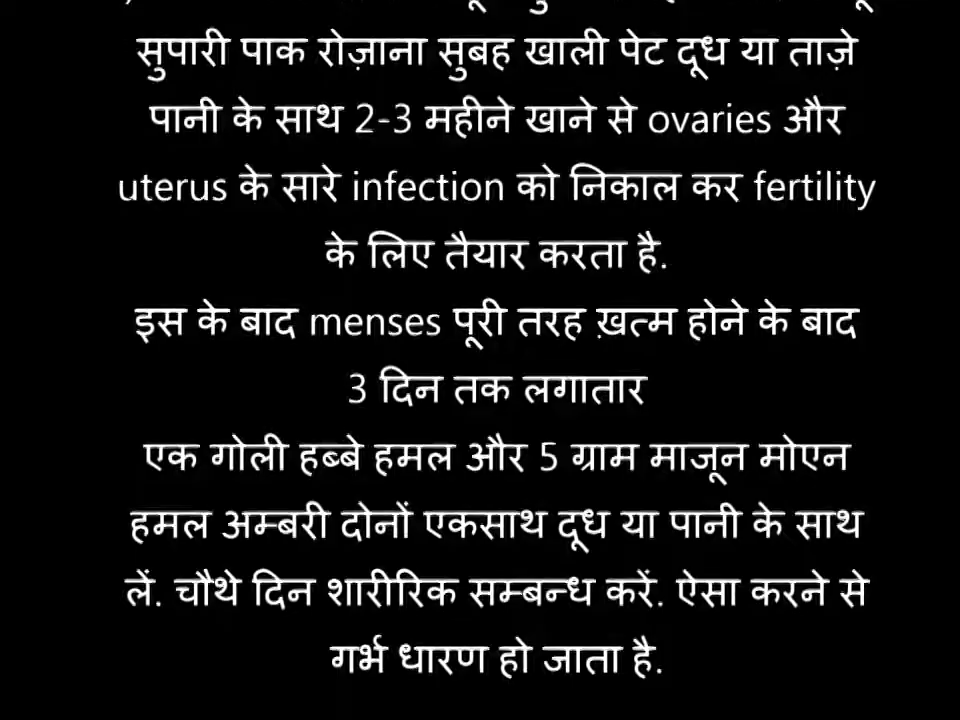 सुपारी पाक रोज़ाना सुबह खाली पेट दूध या ताज़े
पानी के साथ 2-3 महीने खाने से ovaries और
uterus के सारे infection को निकाल कर fertility
के लिए तैयार करता है.
इस के बाद menses पूरी तरह ख़त्म होने के बाद
3 दिन तक लगातार
एक गोली हब्बे हमल और 5 ग्राम माजून मोएन
हमल अम्बरी दोनों एकसाथ दूध या पानी के साथ
लें. चौथे दिन शारीरिक सम्बन्ध करें. ऐसा करने से
गर्भ धारण हो जाता है.